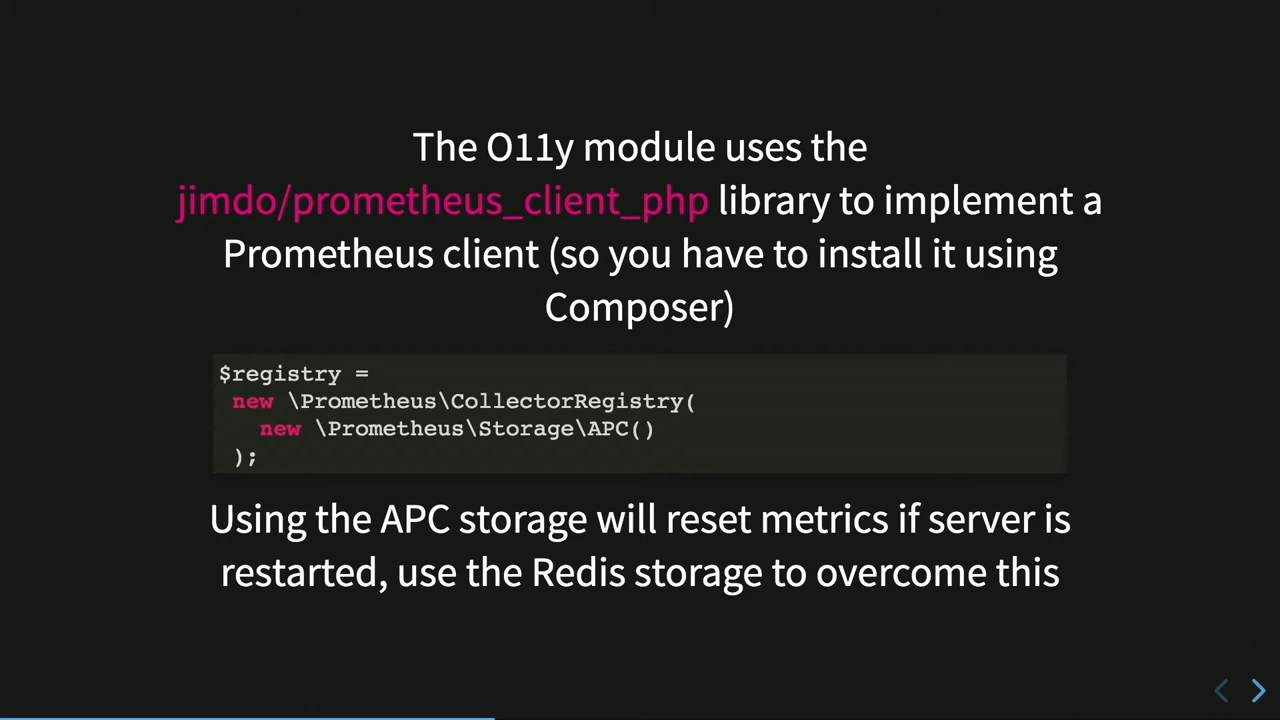 The O11y module uses the
jimdo/prometheus_client_php library to implement a
Prometheus client (so you have to install it using
Composer)
$registry =
 new \Prometheus\CollectorRegistry(
   new \Prometheus\Storage\APC()
 );
Using the APC storage will reset metrics if server is
restarted, use the Redis storage to overcome this